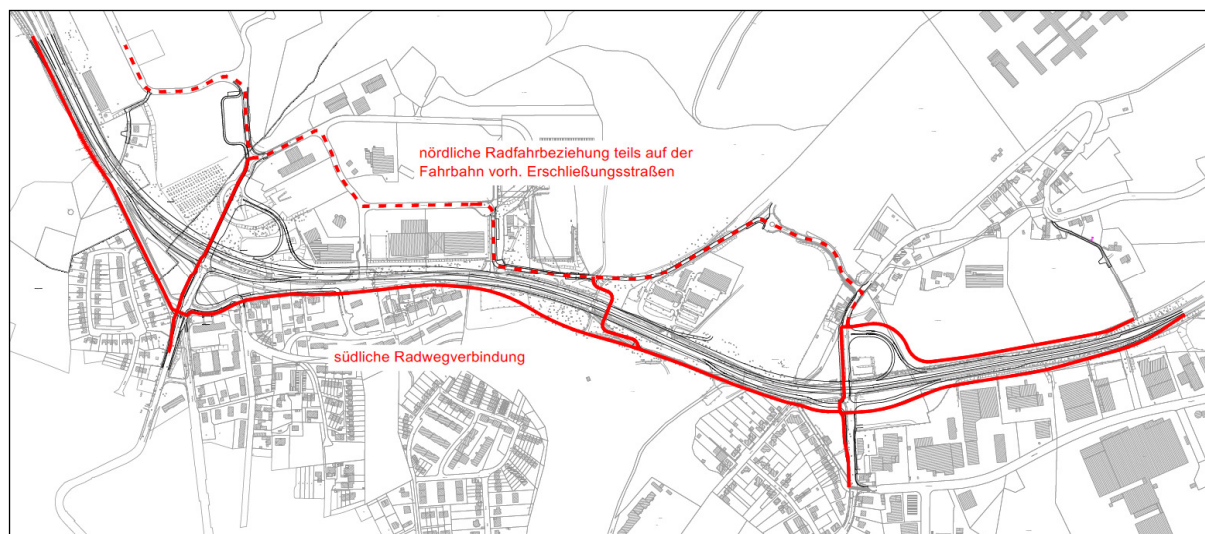 nördliche Radfahrbeziehung teils auf der
Fahrbahn vorh. Erschließungsstraßen
südliche Radwegverbindung